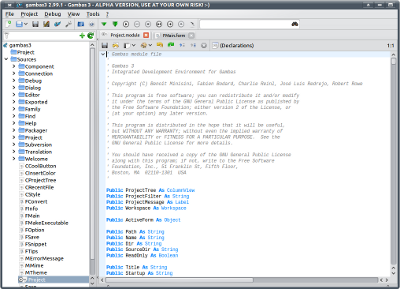 gambas3 2.99.1 - Gambas 3 - ALPHA VERSION, USE AT YOUR OWN RISK! :-)
File Project Debug View Tools ?
Project module
FMain.form
gambas3
Project
Sources
Component
Connection
Debug
Dialog
Editor
Exported
Family
Find
Help
Packager
Project
Subversion
Translation
Welcome
CCoolButton
CInsertColor
CProjectTree
CRecentFile
CStyle
FConvert
FInfo
FMain
FMakeExecutable
FOption
FSave
FSnippet
FTips
MErrorMessage
MMime
MTheme
Project
(Declarations)
1:1
' Gambas module file
' Gambas 3
' Integrated Development Environment for Gambas
' Copyright (C) Benoit Minisini, Fabien Bodard, Charlie Reinl, Jose Luis Redrejo, Robert Rowe
' This program is free software; you can redistribute it and/or modify
' it under the terms of the GNU General Public License as published by
' the Free Software Foundation; either version 2 of the License, or
' (at your option) any later version.
' This program is distributed in the hope that it will be useful,
' but WITHOUT ANY WARRANTY; without even the implied warranty of
' MERCHANTABILITY or FITNESS FOR A PARTICULAR PURPOSE. See the
' GNU General Public License for more details.
' You should have received a copy of the GNU General Public License
' along with this program; if not, write to the Free Software
' Foundation, Inc., 51 Franklin St, Fifth Floor,
' Boston, MA 02110-1301 USA
Public ProjectTree As ColumnView
Public ProjectFilter As String
Public ProjectMessage As Label
Public Workspace As Workspace
Public ActiveForm As Object
Public Path As String
Public Name As String
Public Dir As String
Public SourceDir As String
Public ReadOnly As Boolean
Public Title As String
Public Startup As String